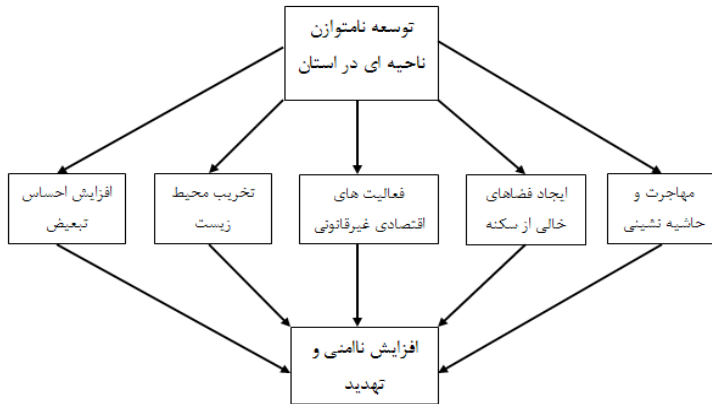 توسعه نامتوازن
ناحیه ای در استان
مهاجرت و
حاشیه نشینی
ایجاد فضاهای
خالی از سکنه
فعالیت های
اقتصادی غیرقانونی
تخریب محیط
زیست
افزایش احساس
تبعیض
افزایش ناامنی و
تهدید